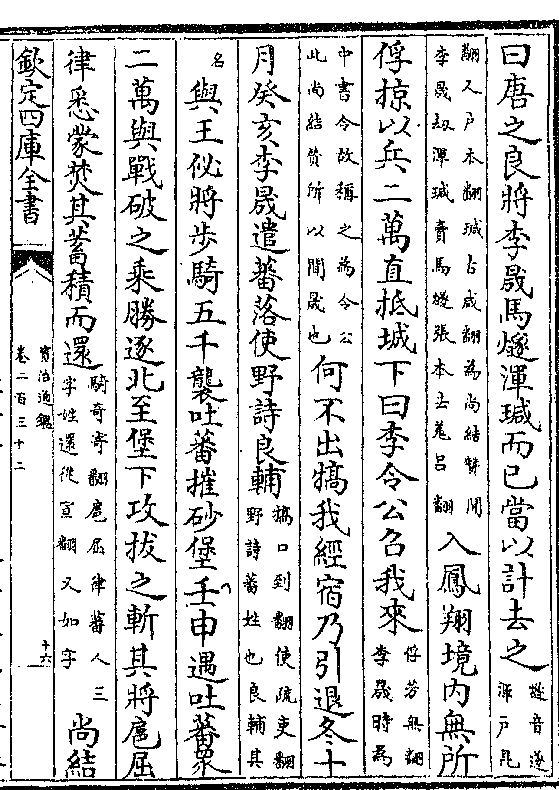 曰唐之良將李晟馬燧渾瑊而已當以計去之燧音遂渾戶昆
翻又戶本翻瑊古咸翻為尚結贊間李晟刼渾瑊賣馬燧張本去羌呂翻入鳳翔境内無所
俘掠以兵二萬直抵城下曰李令公召我來俘芳無翻李晟時為
中書令故稱之為令公此尚結贊所以間晟也何不出犒我經宿乃引退冬十
月癸亥李晟遣蕃落使野詩良輔犒口到翻使疏吏翻野詩蕃姓也良輔其
名與王佖將步騎五千襲吐蕃摧砂堡壬申遇吐蕃衆
二萬與戰破之乘勝逐北至堡下攻拔之斬其將扈屈
律悉蒙焚其蓄積而還騎奇寄翻扈屈律蕃人三字姓還從宣翻又如字尚結
欽定四庫全書
資治通鑑
卷二百三十二
十六